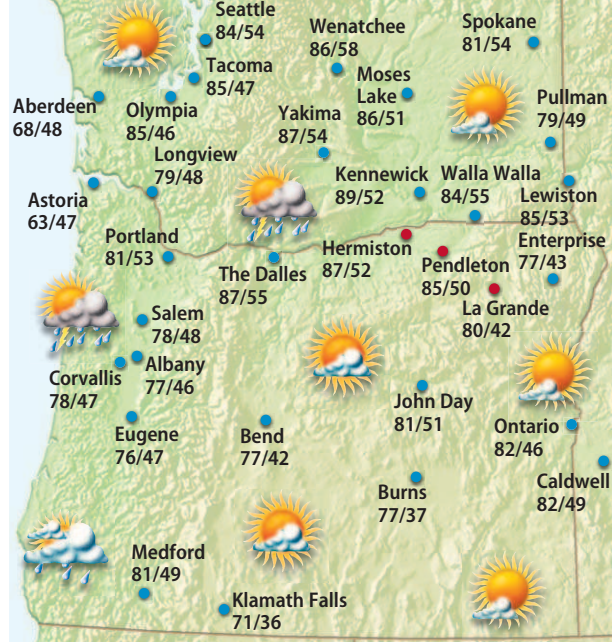 Seattle
84/54
Wenatchee
86/58
Spokane
81/54
Tacoma
85/47
Moses
Lake
86/51
Aberdeen
68/48
Olympia
85/46
Pullman
79/49
Yakima
87/54
Longview
79/48
Kennewick
89/52
Walla Walla
84/55
Astoria
63/47
Lewiston
85/53
Portland
81/53
Hermiston
87/52
Enterprise
77/43
The Dalles
87/55
Pendleton
85/50
La Grande
80/42
Salem
78/48
Albany
77/46
Corvallis
78/47
John Day
81/51
Eugene
76/47
Bend
77/42
Ontario
82/46
Burns
77/37
Caldwell
82/49
Medford
81/49
Klamath Falls
71/36